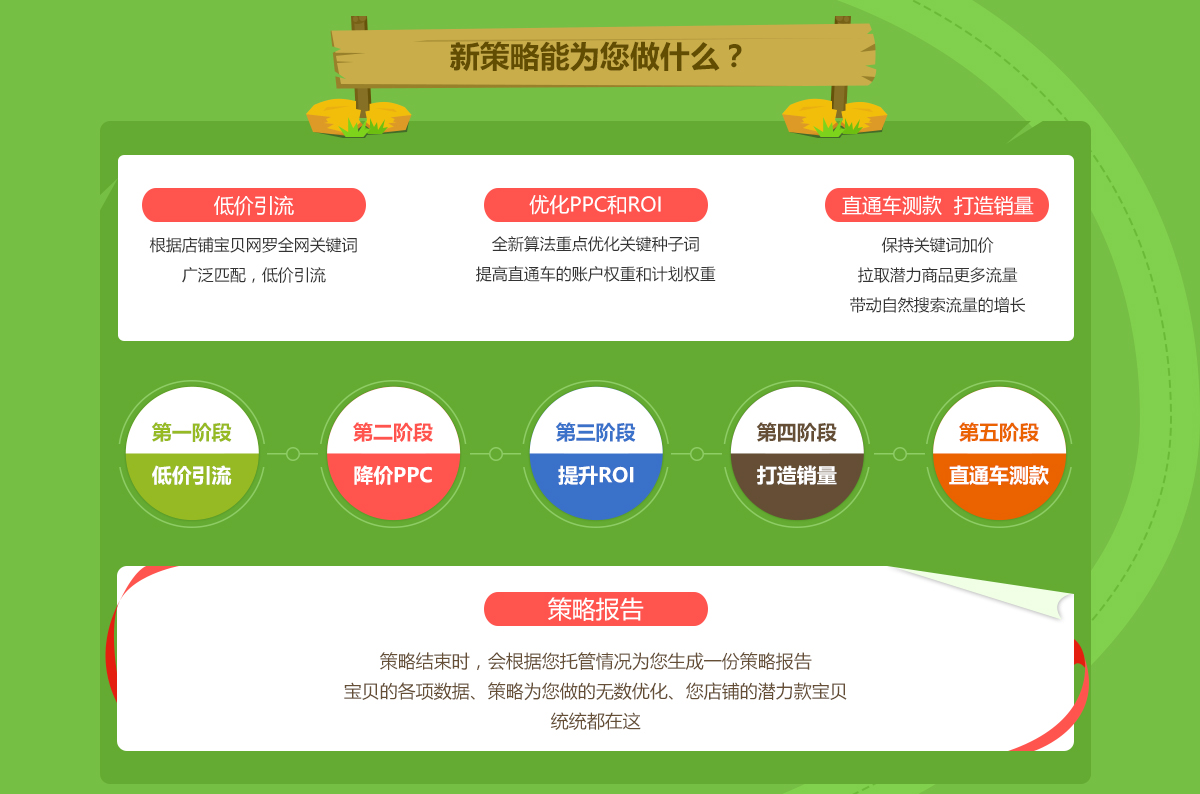 新策略能为您做什么？
低价引流
根据店铺宝贝网罗全网关键词
广泛匹配，低价引流
优化PPC和ROI
全新算法重点优化关键种子词
提高直通车的账户权重和计划权重
直通车测款 打造销量
保持关键词加价
拉取潜力商品更多流量
带动自然搜索流量的增长
第一阶段
低价引流
第二阶段
降价PPC
第三阶段
提升ROI
第四阶段
打造销量
第五阶段
直通车测款
策略报告
策略结束时，会根据您托管情况为您生成一份策略报告
宝贝的各项数据、策略为您做的无数优化、您店铺的潜力款宝贝
统统都在这